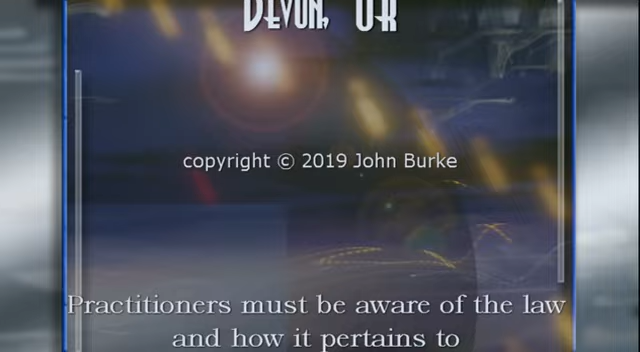 DEVON, UK
copyright © 2019 John Burke
Practitioners must be aware of the law
and how it pertains to